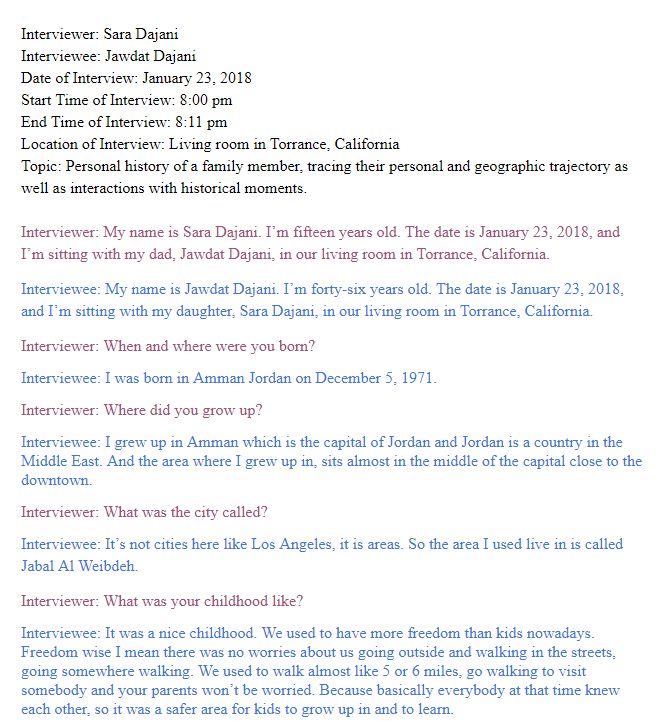 Interviewer: Sara Dajani
Interviewee: Jawdat Dajani
Date of Interview: January 23, 2018
Start Time of Interview: 8:00 pm
End Time of Interview: 8:11 pm
Location of Interview: Living room in Torrance, California
Topic: Personal history of a family member, tracing their personal and geographic trajectory as
well as interactions with historical moments.
Interviewer: My name is Sara Dajani. I’m fifteen years old. The date is January 23, 2018, and
I’m sitting with my dad, Jawdat Dajani, in our living room in Torrance, California.
Interviewee: My name is Jawdat Dajani. I’m forty-six years old. The date is January 23, 2018,
and I’m sitting with my daughter, Sara Dajani, in our living room in Torrance, California.
Interviewer: When and where were you born?
Interviewee: I was born in Amman Jordan on December 5, 1971.
Interviewer: Where did you grow up?
Interviewee: I grew up in Amman which is the capital of Jordan and Jordan is a country in the
Middle East. And the area where I grew up in, sits almost in the middle of the capital close to the
downtown.
Interviewer: What was the city called?
Interviewee: It’s not cities here like Los Angeles, it is areas. So the area I used live in is called
Jabal Al Weibdeh.
Interviewer: What was your childhood like?
Interviewee: It was a nice childhood. We used to have more freedom than kids nowadays.
Freedom wise I mean there was no worries about us going outside and walking in the streets,
going somewhere walking. We used to walk almost like 5 or 6 miles, go walking to visit
somebody and your parents won’t be worried. Because basically everybody at that time knew
each other, so it was a safer area for kids to grow up in and to learn.